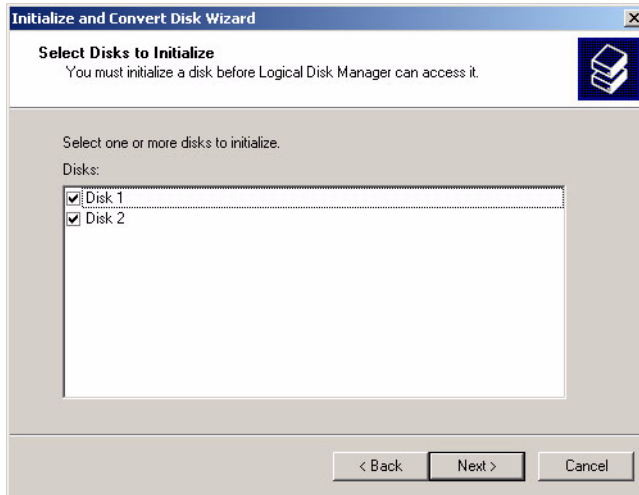 Initialize and Convert Disk Wizard
Select Disks to Initialize
You must initialize a disk before Logical Disk Manager can access it.
Select one or more disks to initialize.
Disks:
Disk 1
Disk 2
< Back Next > Cancel